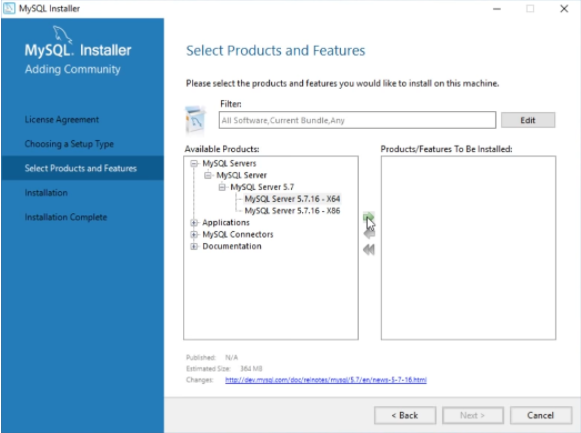 MySQL Installer
MySQL. Installer
Adding Community
License Agreement
Choosing a Setup Type
Select Products and Features
Installation
Installation Complete
Select Products and Features
Please select the products and features you would like to install on this machine.
Filter:
All Software,Current Bundle,Any
Edit
Available Products:
Products/Features To Be Installed:
MySQL Servers
MySQL Server
MySQL Server 5.7
MySQL Server 5.7.16 - X64
MySQL Server 5.7.16 - X86
Applications
MySQL Connectors
Documentation
Published: N/A
Estimated Size: 364 MB
Changes: http://dev.mysql.com/doc/relnotes/mysql/5.7/en/news-5-7-16.html
< Back
Next >
Cancel